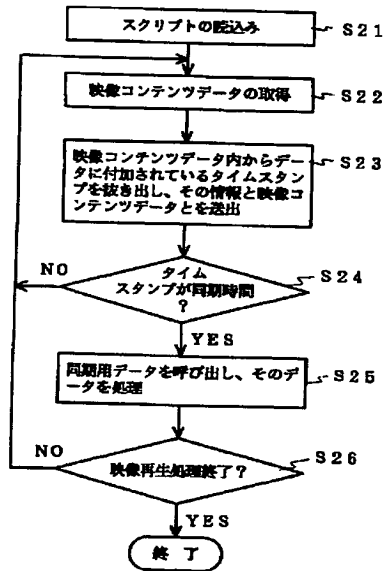 スクリプトの読込み
S21
映像コンテンツデータの取得
S22
映像コンテンツデータ内からデー
タに付加されているタイムスタン
プを抜き出し、その情報と映像コ
ンテンツデータとを送出
S23
タイム
スタンプが同期時間
?
S24
NO
YES
同期用データを呼び出し、そのデ
ータを処理
S25
映像再生処理終了?
S26
NO
YES
終 了